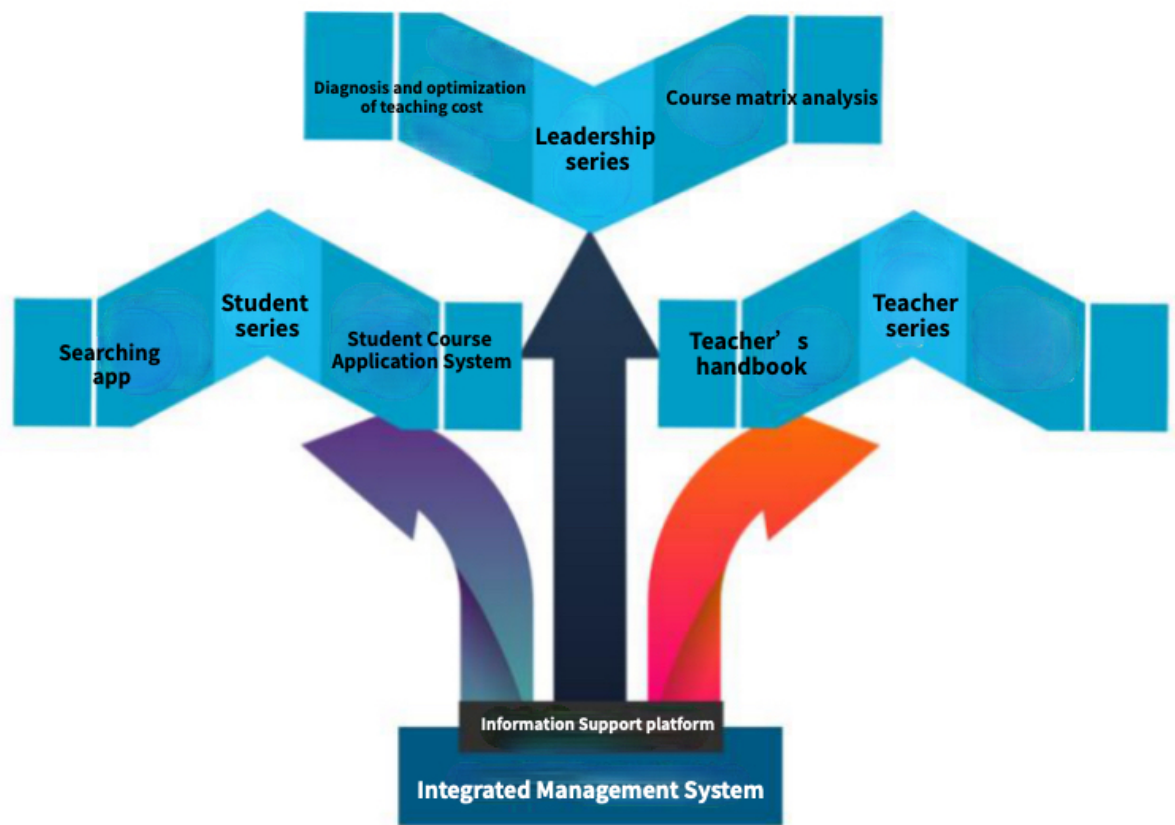 Diagnosis and optimization
of teaching cost
Leadership
series
Course matrix analysis
Searching
app
Student
series
Student Course
Application System
Teacher’s
handbook
Teacher
series
Information Support platform
Integrated Management System